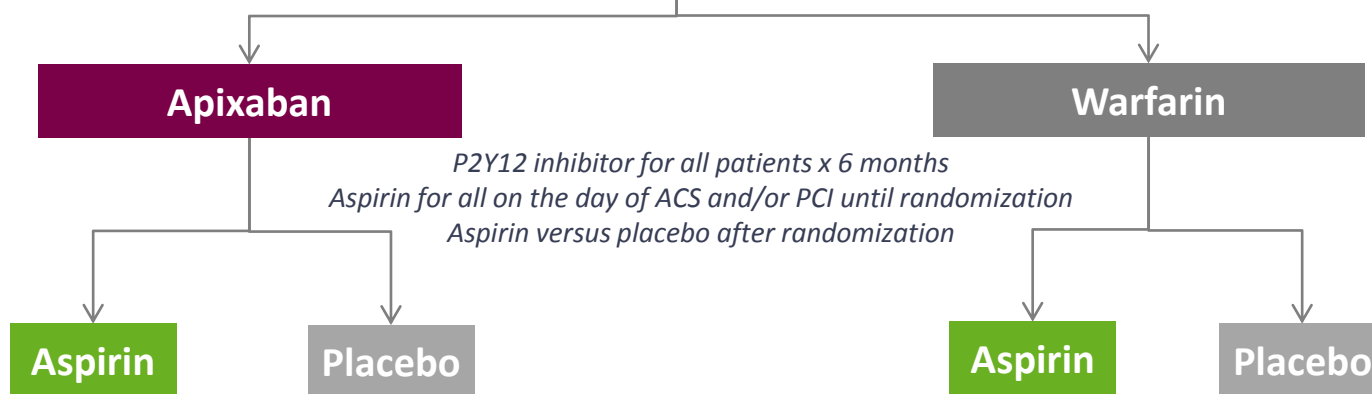 Apixaban
Warfarin
P2Y12 inhibitor for all patients x 6 months
Aspirin for all on the day of ACS and/or PCI until randomization
Aspirin versus placebo after randomization
Aspirin
Placebo
Aspirin
Placebo